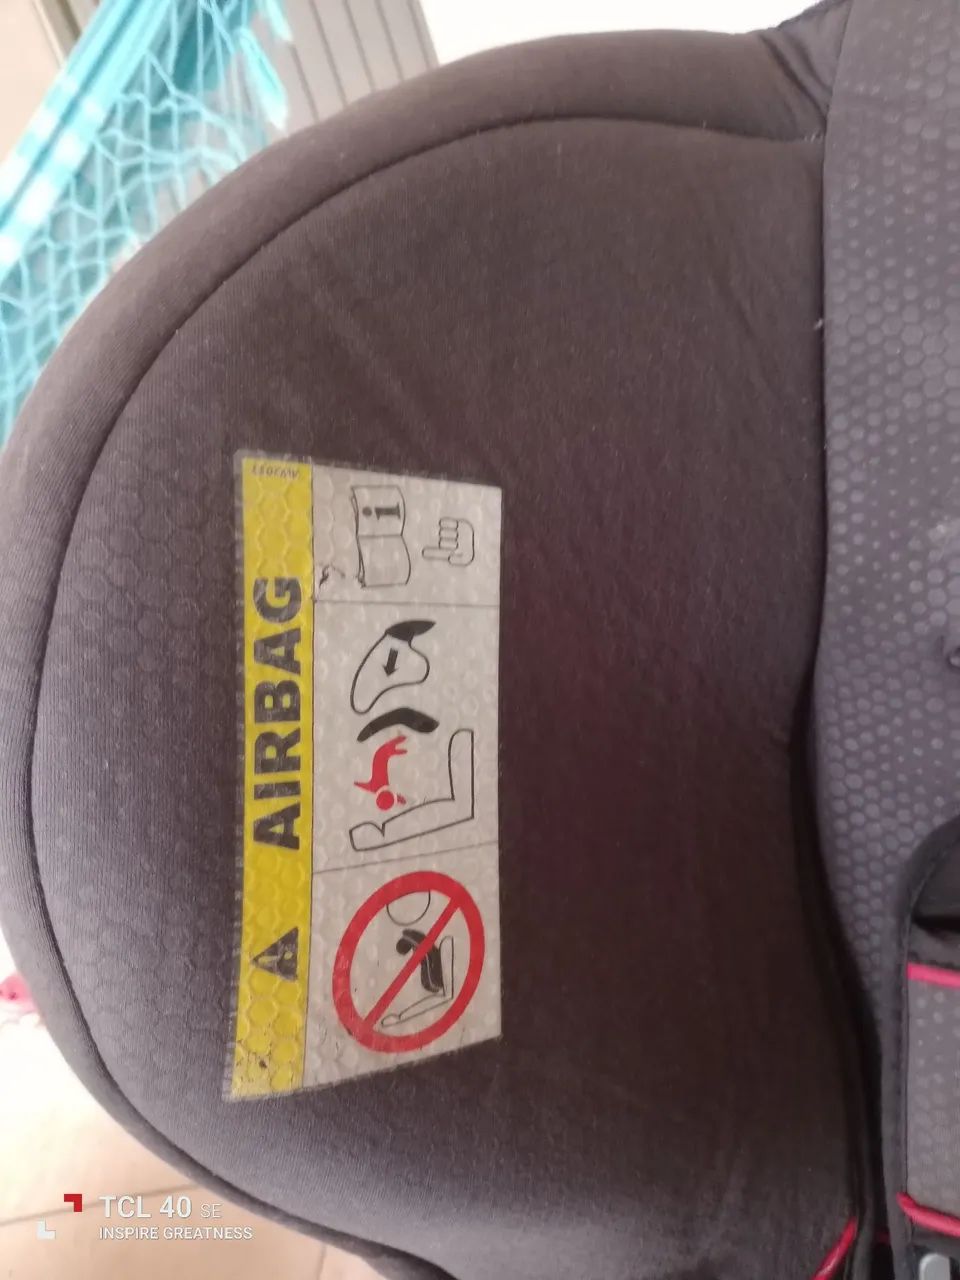 AIRBAG
i
TCL 40 SE
INSPIRE GREATNESS